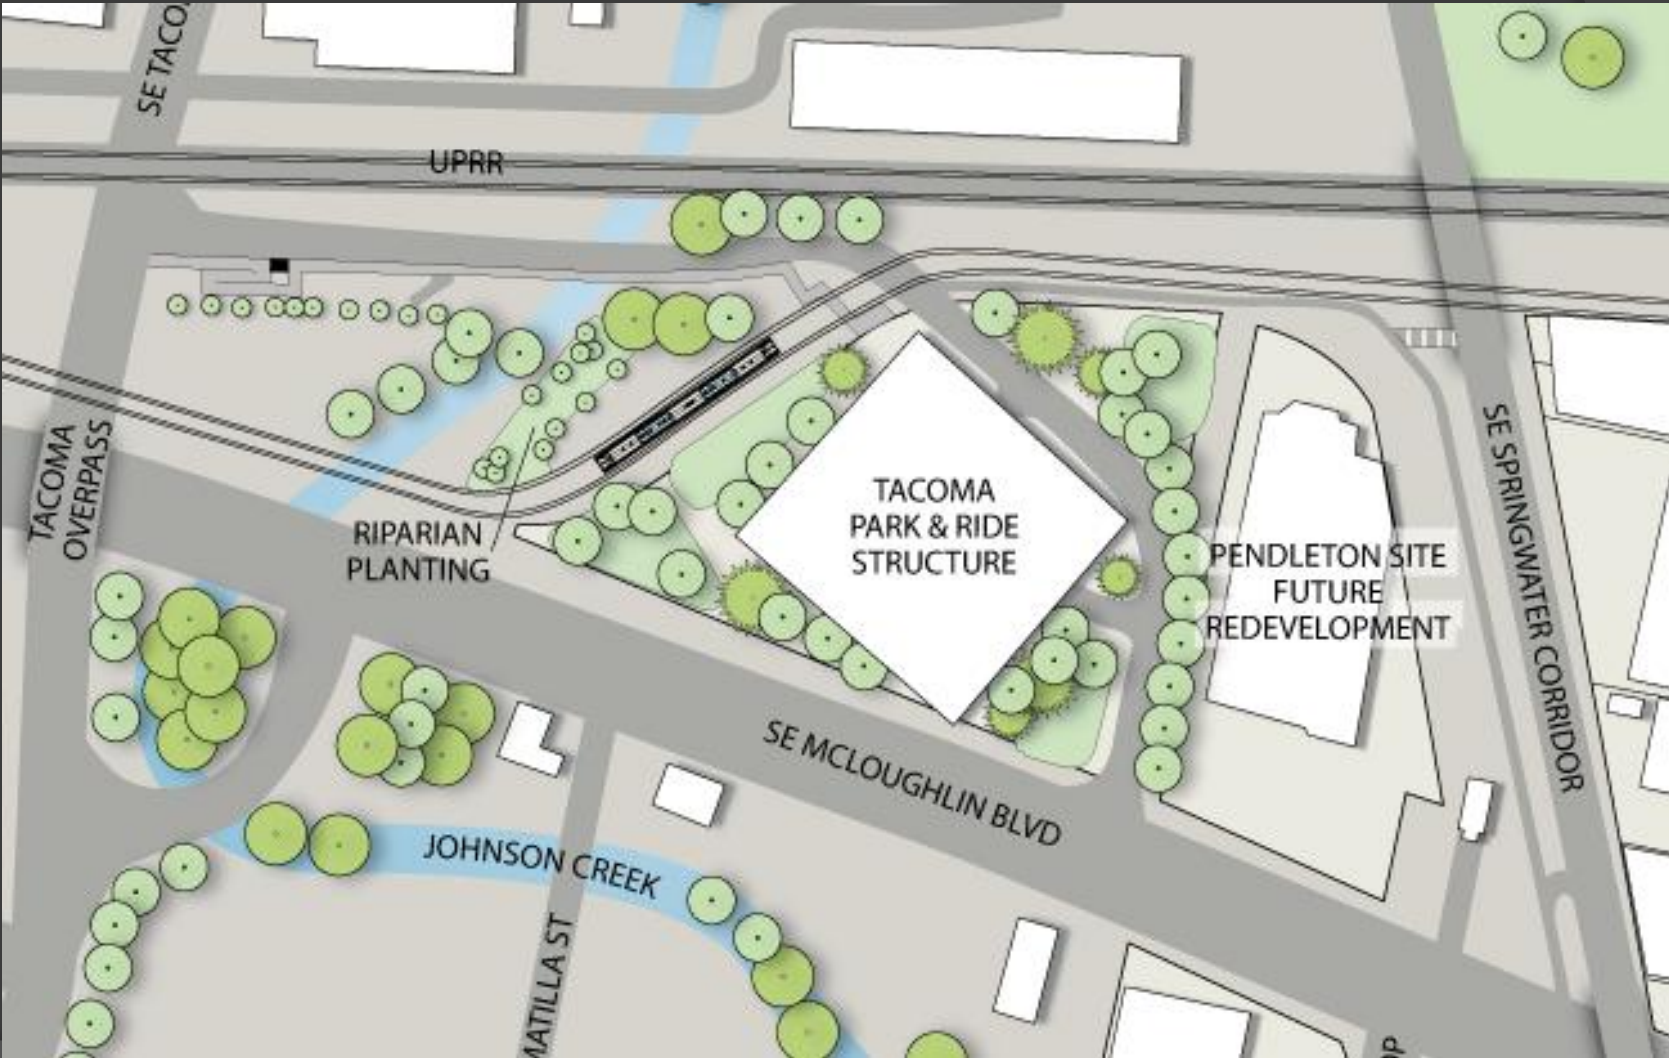 SE TACO
UPRR
TACOMA
OVERPASS
RIPARIAN
PLANTING
TACOMA
PARK & RIDE
STRUCTURE
PENDLETON SITE
FUTURE
REDEVELOPMENT
SE SPRINGWATER CORRIDOR
SE MCLOUGHLIN BLVD
JOHNSON CREEK
MATILLA ST